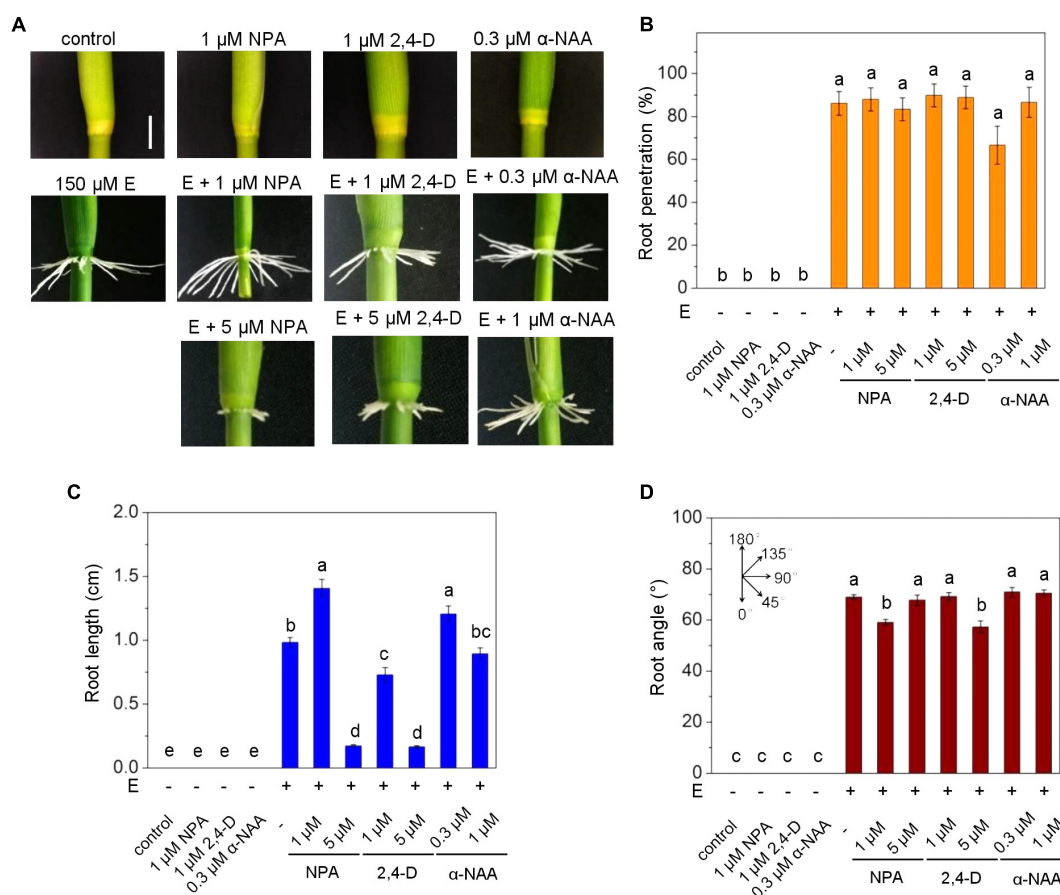 A
control
1 µM NPA
1 µM 2,4-D
0.3 µM α-NAA
150 µM E
E + 1 µM NPA
E + 1 µM 2,4-D
E + 0.3 µM α-NAA
E + 5 µM NPA
E + 5 µM 2,4-D
E + 1 µM α-NAA
B
Root penetration (%)
100
80
60
40
20
0
b b b b a a a a a a a
E - - - - + + + + + + +
control
1 µM NPA
1 µM 2,4-D
0.3 µM α-NAA
-
1 µM
5 µM
1 µM
5 µM
0.3 µM
1 µM
NPA 2,4-D α-NAA
C
Root length (cm)
2.0
1.5
1.0
0.5
0.0
e e e e b a d c d a bc
E - - - - + + + + + + +
control
1 µM NPA
1 µM 2,4-D
0.3 µM α-NAA
-
1 µM
5 µM
1 µM
5 µM
0.3 µM
1 µM
NPA 2,4-D α-NAA
D
Root angle (°)
100
80
60
40
20
0
180°
135°
90°
45°
0°
c c c c a b a a b a a
E - - - - + + + + + + +
control
1 µM NPA
1 µM 2,4-D
0.3 µM α-NAA
-
1 µM
5 µM
1 µM
5 µM
0.3 µM
1 µM
NPA 2,4-D α-NAA